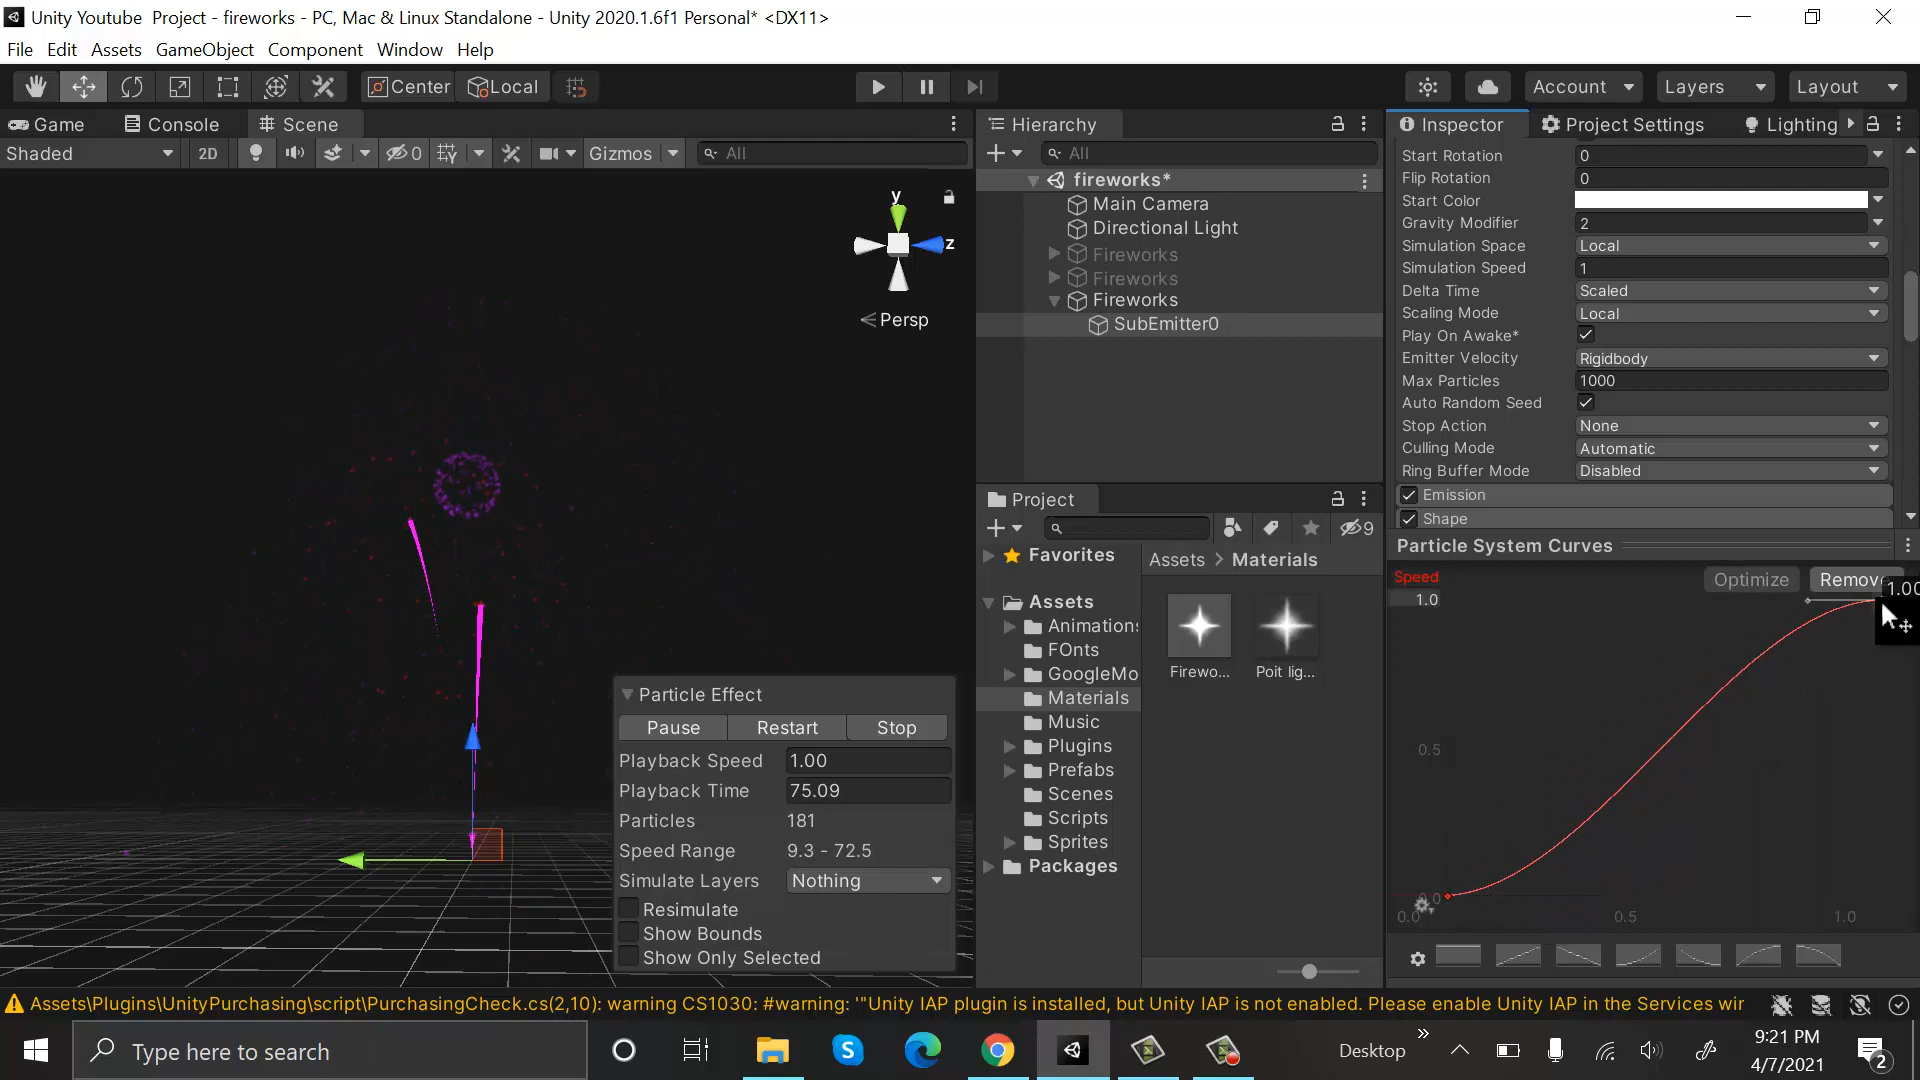 Unity Youtube Project - fireworks - PC, Mac & Linux Standalone - Unity 2020.1.6f1 Personal* <DX11>
File Edit Assets GameObject Component Window Help
Center Local Account Layers Layout
Game Console Scene
Shaded 2D 0 Gizmos All
y
z
Persp
Hierarchy
All
fireworks*
Main Camera
Directional Light
Fireworks
Fireworks
Fireworks
SubEmitter0
Inspector Project Settings Lighting
Start Rotation 0
Flip Rotation 0
Start Color
Gravity Modifier 2
Simulation Space Local
Simulation Speed 1
Delta Time Scaled
Scaling Mode Local
Play On Awake*
Emitter Velocity Rigidbody
Max Particles 1000
Auto Random Seed
Stop Action None
Culling Mode Automatic
Ring Buffer Mode Disabled
Emission
Shape
Particle Effect
Pause Restart Stop
Playback Speed 1.00
Playback Time 75.09
Particles 181
Speed Range 9.3 - 72.5
Simulate Layers Nothing
Resimulate
Show Bounds
Show Only Selected
Project
9
Favorites
Assets
Animation
FOnts
GoogleMo
Materials
Music
Plugins
Prefabs
Scenes
Scripts
Sprites
Packages
Assets > Materials
Firewo... Poit lig...
Particle System Curves
Speed Optimize Remove
1.0 1.00
0.5
0.0
0.0 0.5 1.0
Assets\Plugins\UnityPurchasing\script\PurchasingCheck.cs(2,10): warning CS1030: #warning: '"Unity IAP plugin is installed, but Unity IAP is not enabled. Please enable Unity IAP in the Services wir
Type here to search
Desktop
9:21 PM
4/7/2021
2